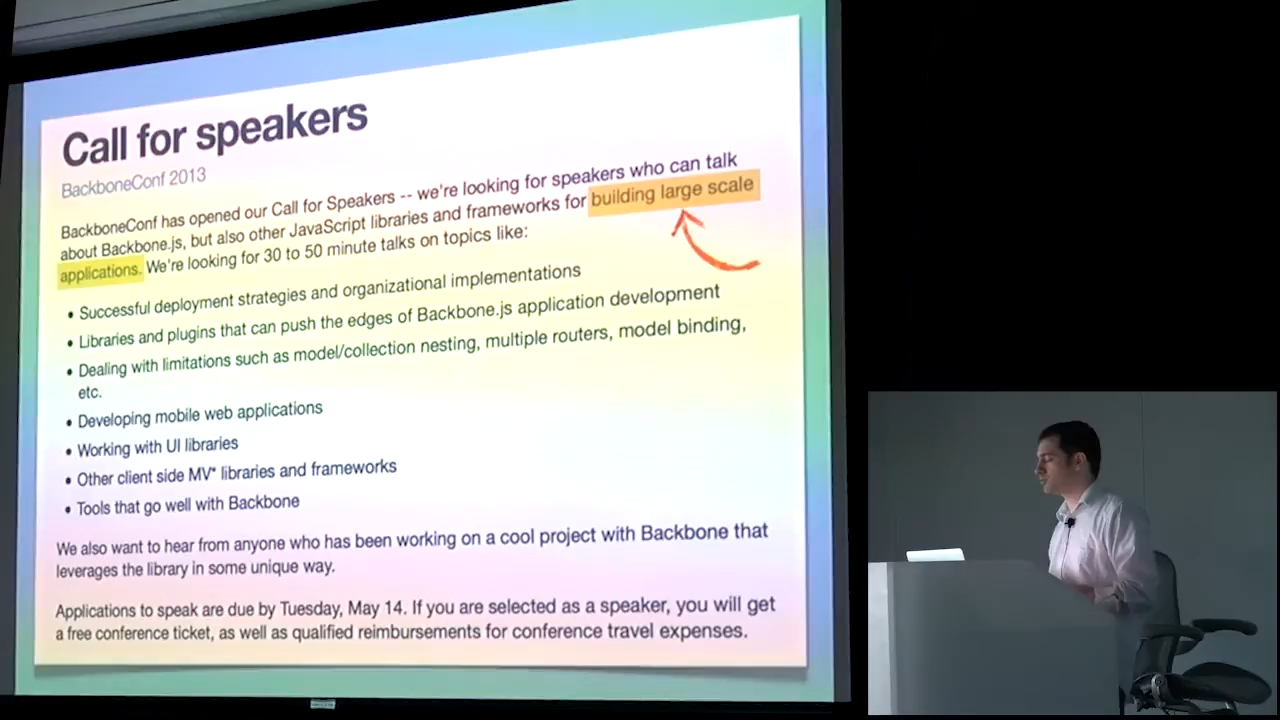 Call for speakers
BackboneConf 2013
BackboneConf has opened our Call for Speakers -- we're looking for speakers who can talk
about Backbone.js, but also other JavaScript libraries and frameworks for building large scale
applications. We're looking for 30 to 50 minute talks on topics like:
• Successful deployment strategies and organizational implementations
• Libraries and plugins that can push the edges of Backbone.js application development
• Dealing with limitations such as model/collection nesting, multiple routers, model binding,
etc.
• Developing mobile web applications
• Working with UI libraries
• Other client side MV* libraries and frameworks
• Tools that go well with Backbone
We also want to hear from anyone who has been working on a cool project with Backbone that
leverages the library in some unique way.
Applications to speak are due by Tuesday, May 14. If you are selected as a speaker, you will get
a free conference ticket, as well as qualified reimbursements for conference travel expenses.